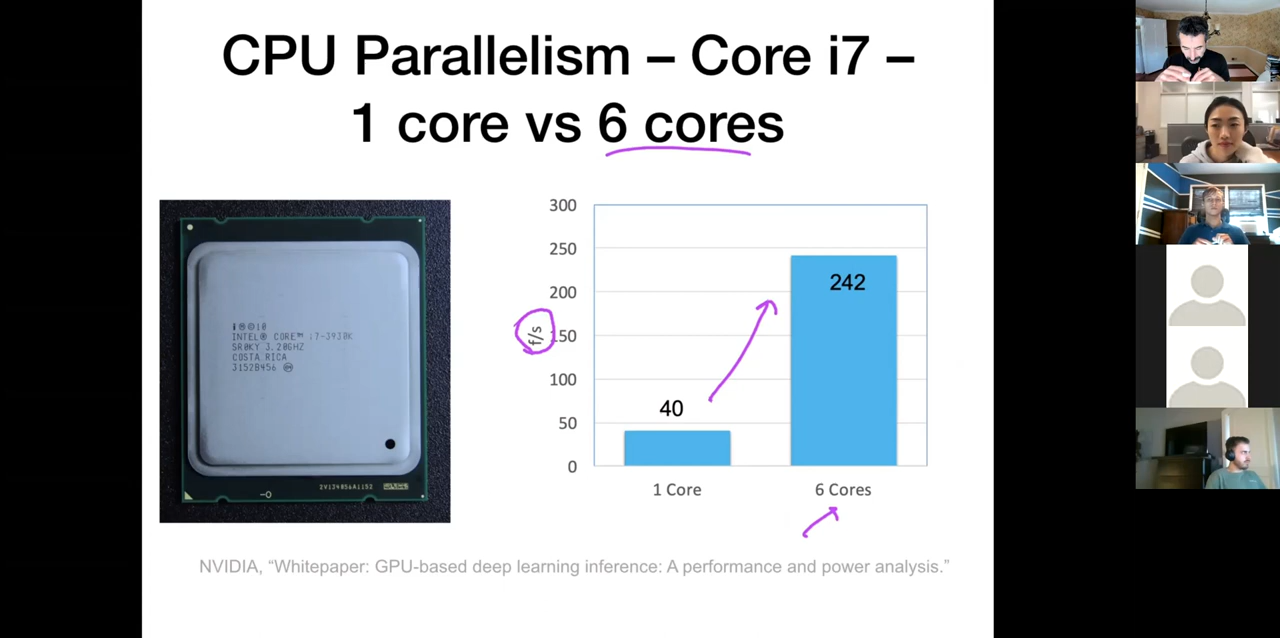 CPU Parallelism – Core i7 –
1 core vs 6 cores
INTEL® CORE™ i7-3930K
SR0KY 3.20GHZ
COSTA RICA
3152B456
300
250
200
150
100
50
0
f/s
40
242
1 Core
6 Cores
NVIDIA, “Whitepaper: GPU-based deep learning inference: A performance and power analysis.”